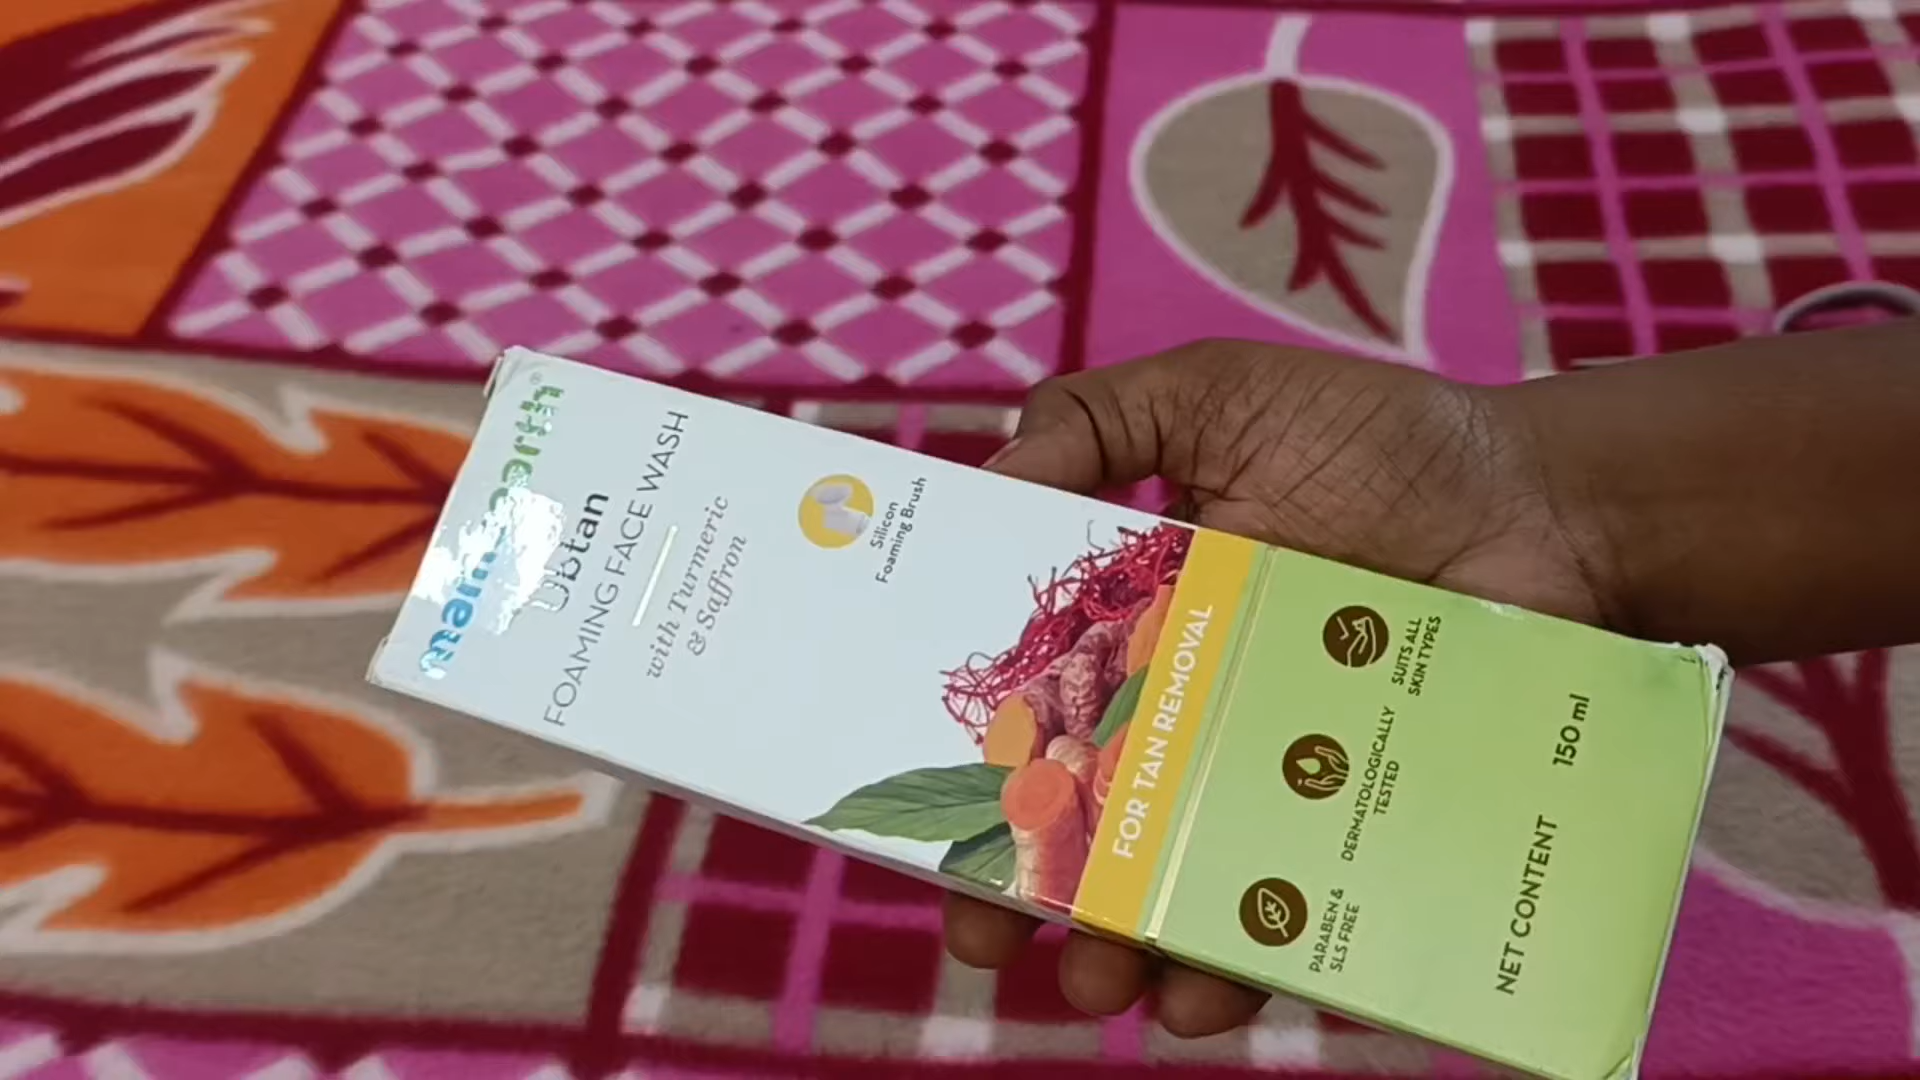 mamaearth®
Ubtan
FOAMING FACE WASH
with Turmeric
& Saffron
Silicon
Foaming Brush
FOR TAN REMOVAL
PARABEN &
SLS FREE
DERMATOLOGICALLY
TESTED
SUITS ALL
SKIN TYPES
NET CONTENT 150 ml